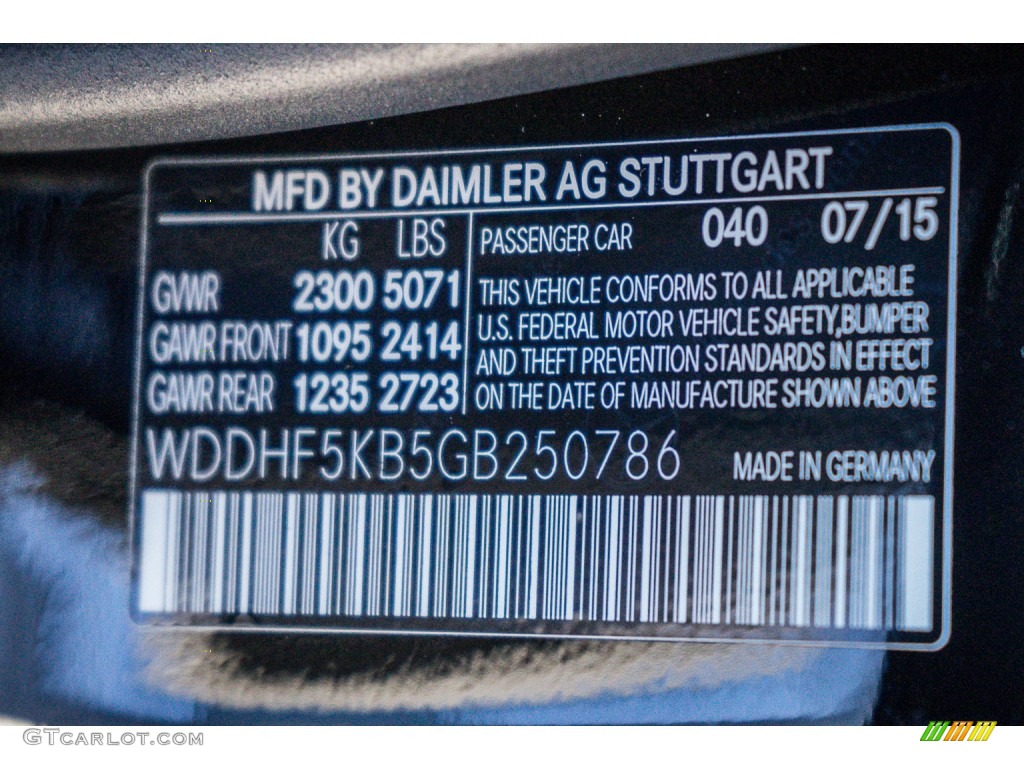 MFD BY DAIMLER AG STUTTGART
KG LBS
GVWR 2300 5071
GAWR FRONT 1095 2414
GAWR REAR 1235 2723
PASSENGER CAR 040 07/15
THIS VEHICLE CONFORMS TO ALL APPLICABLE
U.S. FEDERAL MOTOR VEHICLE SAFETY,BUMPER
AND THEFT PREVENTION STANDARDS IN EFFECT
ON THE DATE OF MANUFACTURE SHOWN ABOVE
WDDHF5KB5GB250786
MADE IN GERMANY
GTCARLOT.COM